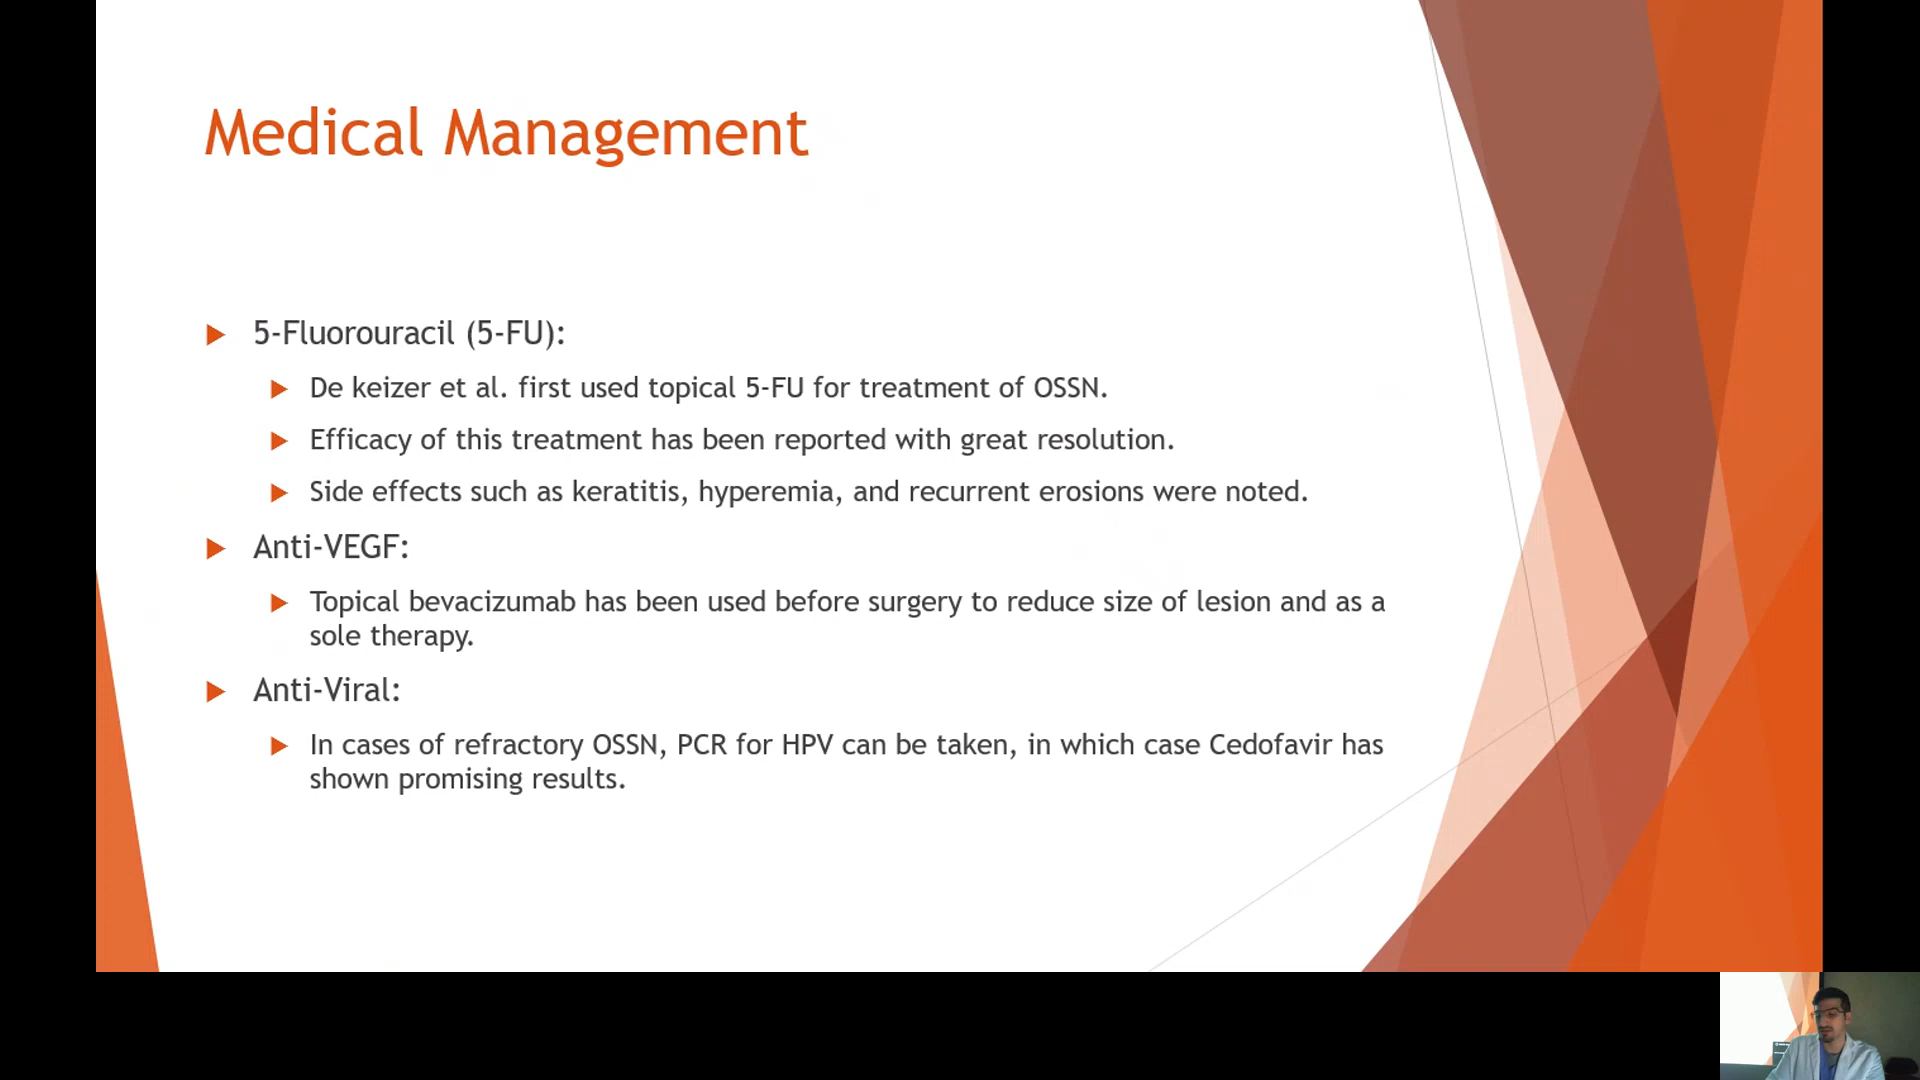 Medical Management
5-Fluorouracil (5-FU):
De keizer et al. first used topical 5-FU for treatment of OSSN.
Efficacy of this treatment has been reported with great resolution.
Side effects such as keratitis, hyperemia, and recurrent erosions were noted.
Anti-VEGF:
Topical bevacizumab has been used before surgery to reduce size of lesion and as a
sole therapy.
Anti-Viral:
In cases of refractory OSSN, PCR for HPV can be taken, in which case Cedofavir has
shown promising results.